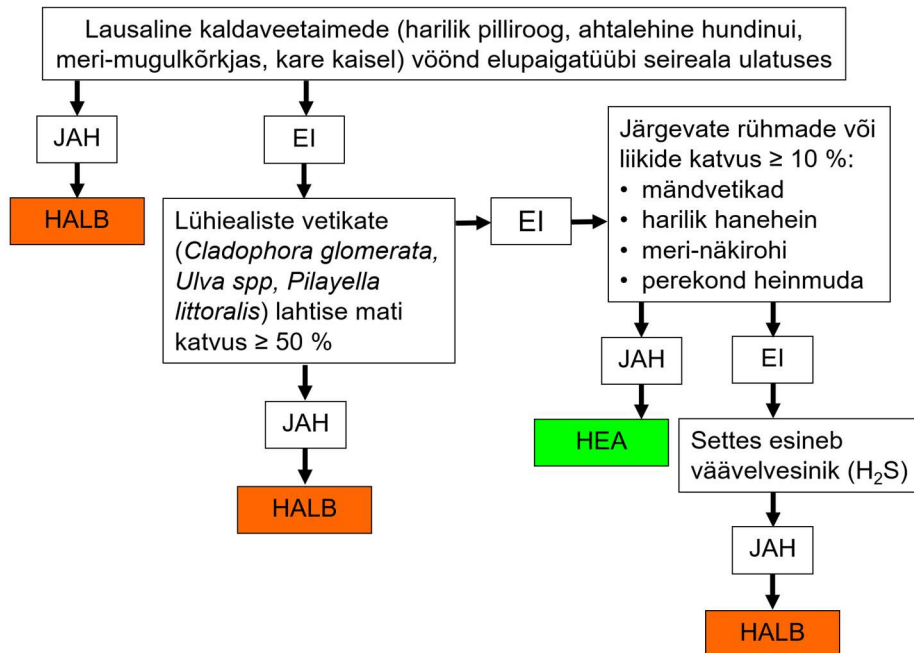 Lausaline kaldaveetaimede (harilik pilliroog, ahtalehine hundinui,
meri-mugulkõrkjas, kare kaisel) vöönd elupaigatüübi seireala ulatuses
JAH
EI
HALB
Lühiealiste vetikate
(Cladophora glomerata,
Ulva spp, Pilayella
littoralis) lahtise mati
katvus ≥ 50 %
EI
Järgevate rühmade või
liikide katvus ≥ 10 %:
• mändvetikad
• harilik hanehein
• meri-näkirohi
• perekond heinmuda
JAH
HALB
JAH
EI
HEA
Settes esineb
väävelvesinik (H₂S)
JAH
HALB